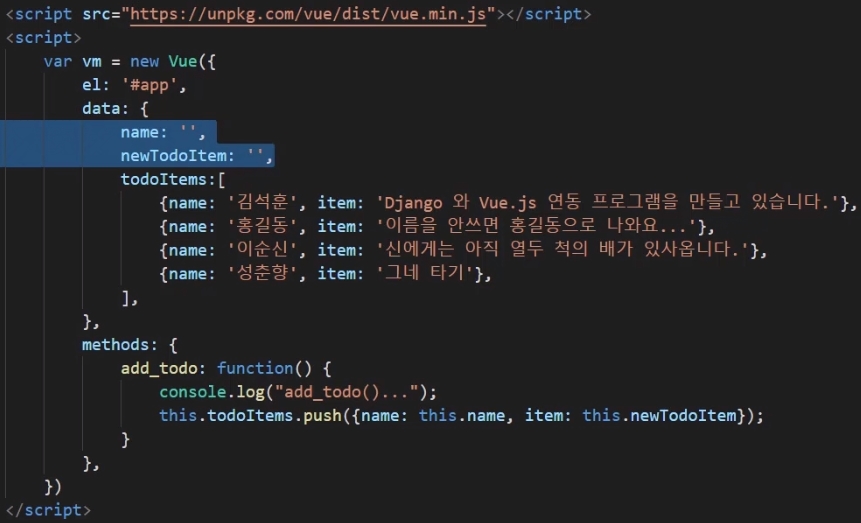 <script src="https://unpkg.com/vue/dist/vue.min.js"></script>
<script>
    var vm = new Vue({
        el: '#app',
        data: {
            name: '',
            newTodoItem: '',
            todoItems:[
                {name: '김석훈', item: 'Django 와 Vue.js 연동 프로그램을 만들고 있습니다.'},
                {name: '홍길동', item: '이름을 안쓰면 홍길동으로 나와요...'},
                {name: '이순신', item: '신에게는 아직 열두 척의 배가 있사옵니다.'},
                {name: '성춘향', item: '그네 타기'},
            ],
        },
        methods: {
            add_todo: function() {
                console.log("add_todo()...");
                this.todoItems.push({name: this.name, item: this.newTodoItem});
            }
        },
    })
</script>